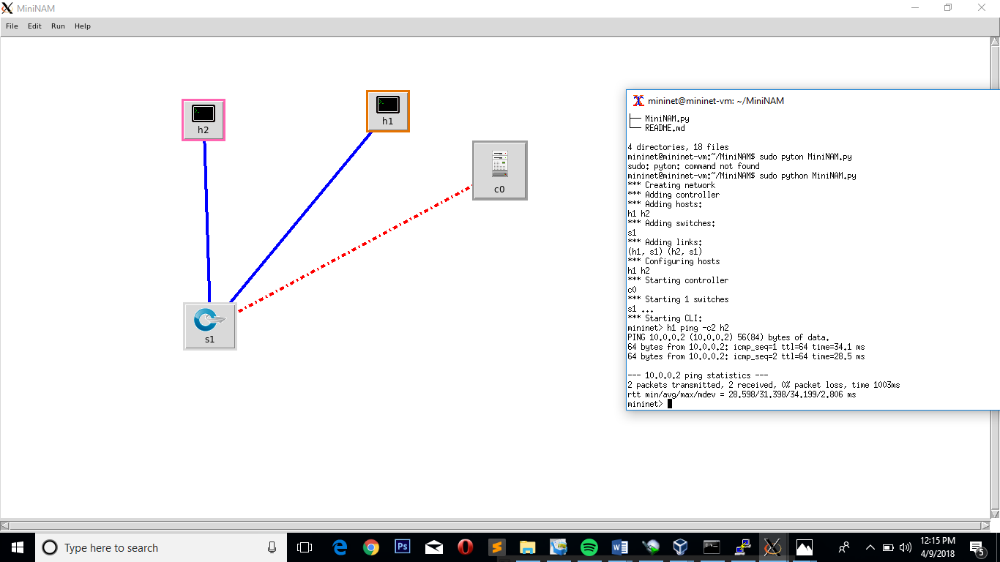 MiniNAM
File Edit Run Help
h2
h1
c0
s1
mininet@mininet-vm: ~/MiniNAM
├── MiniNAM.py
└── README.md
4 directories, 18 files
mininet@mininet-vm:~/MiniNAM$ sudo pyton MiniNAM.py
sudo: pyton: command not found
mininet@mininet-vm:~/MiniNAM$ sudo python MiniNAM.py
*** Creating network
*** Adding controller
*** Adding hosts:
h1 h2
*** Adding switches:
s1
*** Adding links:
(h1, s1) (h2, s1)
*** Configuring hosts
h1 h2
*** Starting controller
c0
*** Starting 1 switches
s1 ...
*** Starting CLI:
mininet> h1 ping -c2 h2
PING 10.0.0.2 (10.0.0.2) 56(84) bytes of data.
64 bytes from 10.0.0.2: icmp_seq=1 ttl=64 time=34.1 ms
64 bytes from 10.0.0.2: icmp_seq=2 ttl=64 time=28.5 ms
--- 10.0.0.2 ping statistics ---
2 packets transmitted, 2 received, 0% packet loss, time 1003ms
rtt min/avg/max/mdev = 28.598/31.398/34.199/2.806 ms
mininet>
Type here to search
Ps
12:15 PM
4/9/2018
5